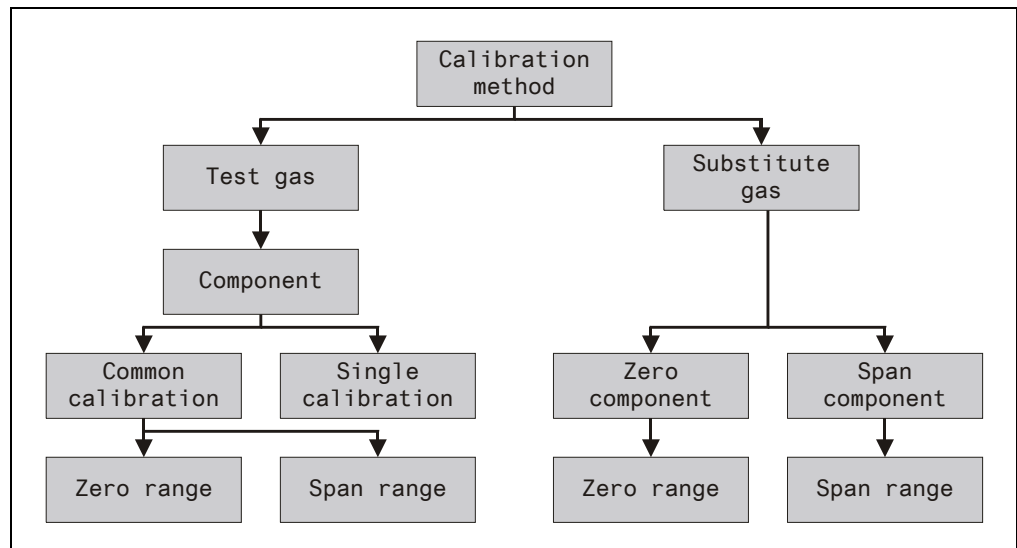 Calibration
method
Test gas
Substitute
gas
Component
Common
calibration
Single
calibration
Zero
component
Span
component
Zero range
Span range
Zero range
Span range